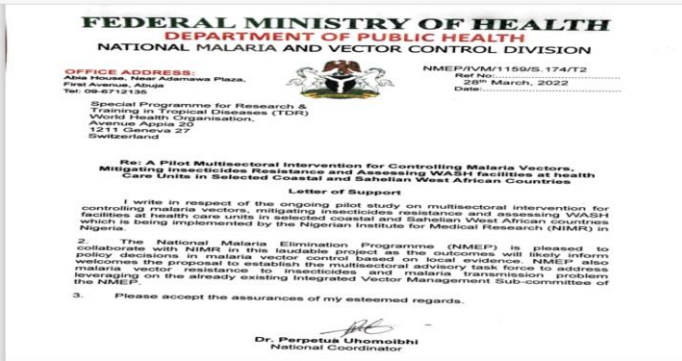 FEDERAL MINISTRY OF HEALTH
DEPARTMENT OF PUBLIC HEALTH
NATIONAL MALARIA AND VECTOR CONTROL DIVISION
OFFICE ADDRESS:
Abia House, Near Adamawa Plaza,
First Avenue, Abuja
Tel: 09-6712135
NMEP/IVM/1159/S.174/T2
Ref No:
28th March, 2022
Date:
Special Programme for Research &
Training in Tropical Diseases (TDR)
World Health Organisation,
Avenue Appia 20
1211 Geneva 27
Switzerland
Re: A Pilot Multisectoral Intervention for Controlling Malaria Vectors,
Mitigating Insecticides Resistance and Assessing WASH facilities at health
Care Units in Selected Coastal and Sahelian West African Countries
Letter of Support
I write in respect of the ongoing pilot study on multisectoral intervention for
controlling malaria vectors, mitigating insecticides resistance and assessing WASH
facilities at health care units in selected coastal and Sahelian West African countries
which is being implemented by the Nigerian Institute for Medical Research (NIMR) in
Nigeria.
2. The National Malaria Elimination Programme (NMEP) is pleased to
collaborate with NIMR in this laudable project as the outcomes will likely inform
policy decisions in malaria vector control based on local evidence. NMEP also
welcomes the proposal to establish the multisectoral advisory task force to address
malaria vector resistance to insecticides and malaria transmission problem
leveraging on the already existing Integrated Vector Management Sub-committee of
the NMEP.
3. Please accept the assurances of my esteemed regards.
Dr. Perpetua Uhomoibhi
National Coordinator